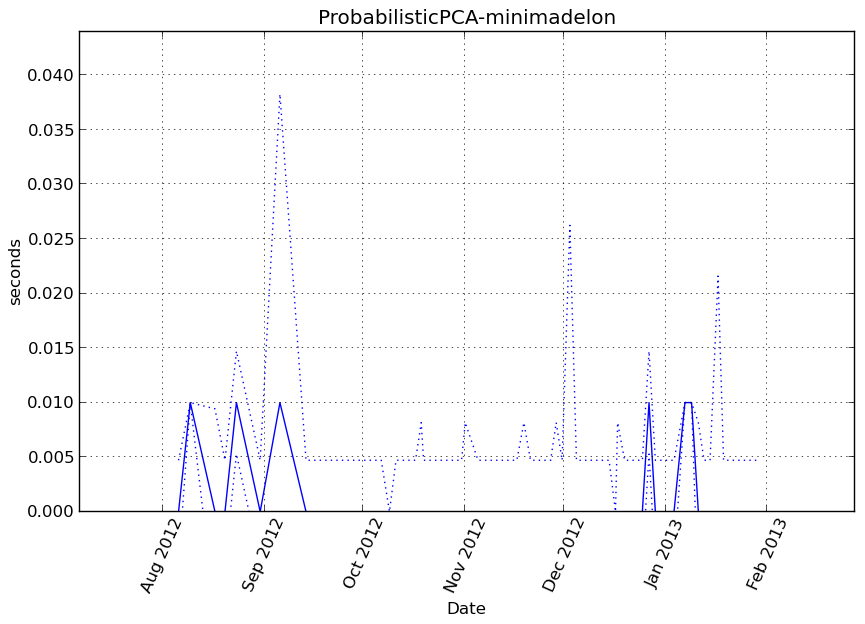 ProbabilisticPCA-minimadelon
0.040
0.035
0.030
0.025
0.020
0.015
0.010
0.005
0.000
seconds
Aug 2012
Sep 2012
Oct 2012
Nov 2012
Dec 2012
Jan 2013
Feb 2013
Date